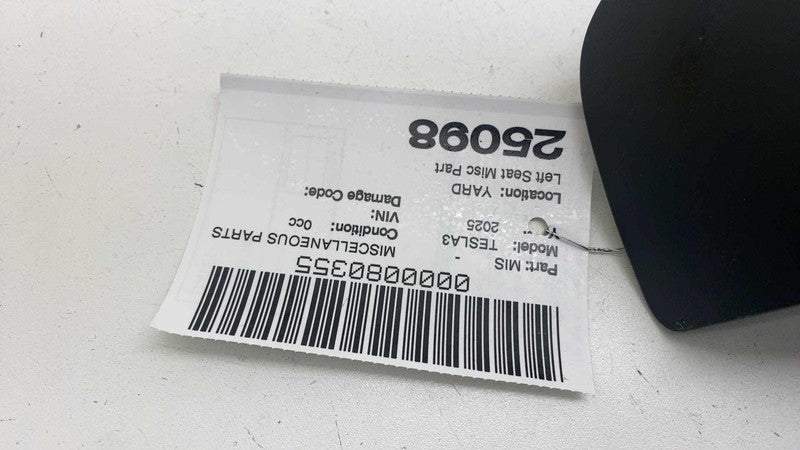 0000080355
Part: MIS - MISCELLANEOUS PARTS
Model: TESLA3 Condition: 0cc
2025 VIN:
Location: YARD Damage Code:
Left Seat Misc Part
25098